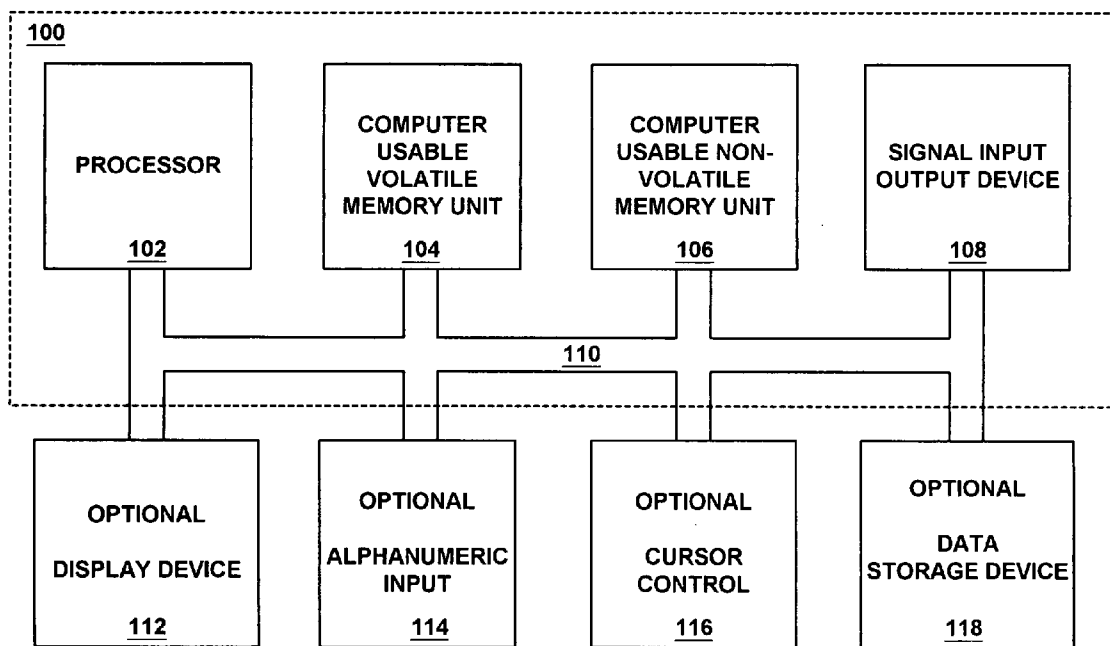 100
PROCESSOR
102
COMPUTER
USABLE
VOLATILE
MEMORY UNIT
104
COMPUTER
USABLE NON-
VOLATILE
MEMORY UNIT
106
SIGNAL INPUT
OUTPUT DEVICE
108
110
OPTIONAL
DISPLAY DEVICE
112
OPTIONAL
ALPHANUMERIC
INPUT
114
OPTIONAL
CURSOR
CONTROL
116
OPTIONAL
DATA
STORAGE DEVICE
118